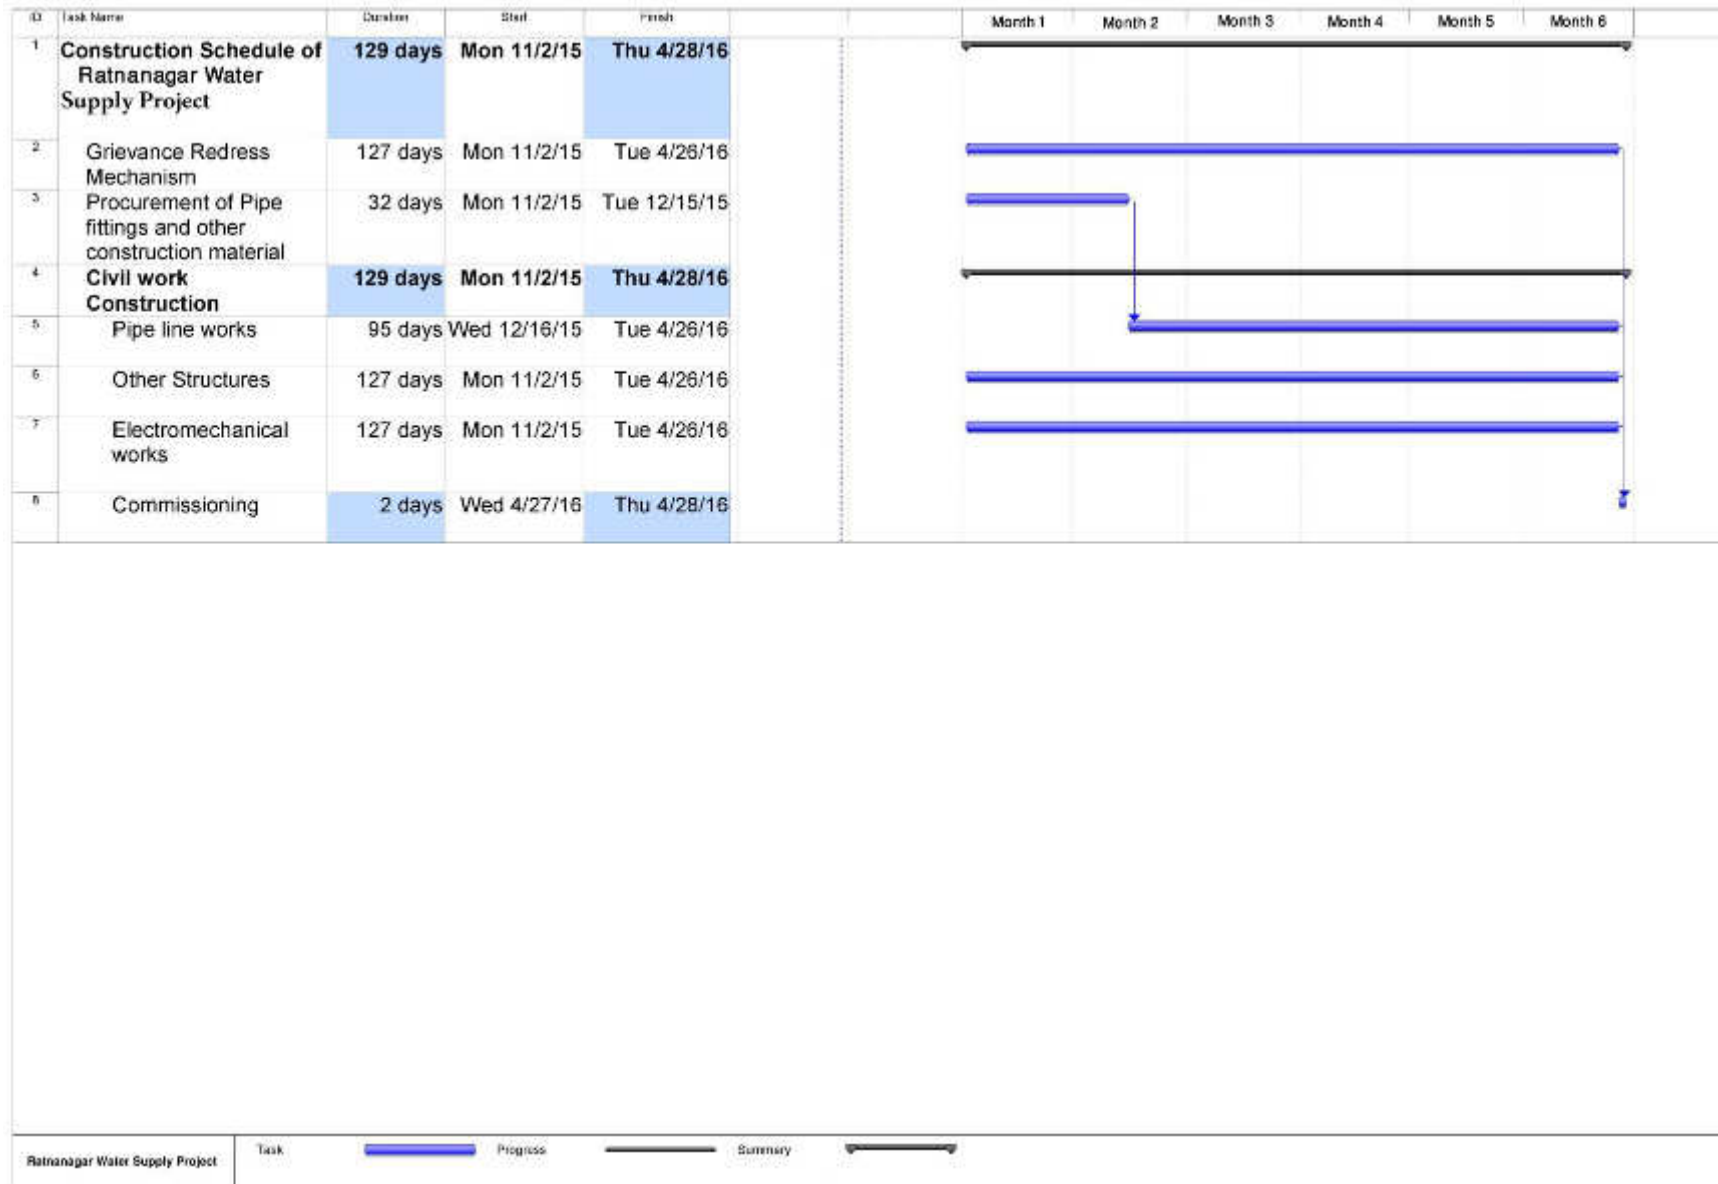 ID Task Name Duration Start Finish Month 1 Month 2 Month 3 Month 4 Month 5 Month 6
1 Construction Schedule of 129 days Mon 11/2/15 Thu 4/28/16
Ratnanagar Water
Supply Project
2 Grievance Redress 127 days Mon 11/2/15 Tue 4/26/16
Mechanism
3 Procurement of Pipe 32 days Mon 11/2/15 Tue 12/15/15
fittings and other
construction material
4 Civil work 129 days Mon 11/2/15 Thu 4/28/16
Construction
5 Pipe line works 95 days Wed 12/16/15 Tue 4/26/16
6 Other Structures 127 days Mon 11/2/15 Tue 4/26/16
7 Electromechanical 127 days Mon 11/2/15 Tue 4/26/16
works
8 Commissioning 2 days Wed 4/27/16 Thu 4/28/16
Ratnanagar Water Supply Project Task Progress Summary